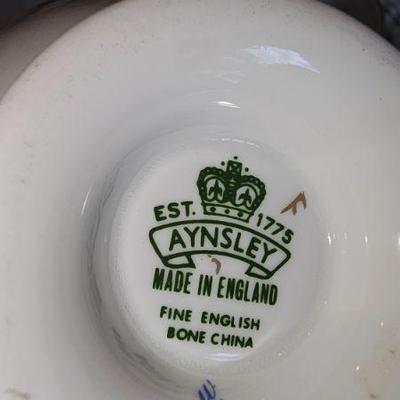 EST. 1775
AYNSLEY
MADE IN ENGLAND
FINE ENGLISH
BONE CHINA